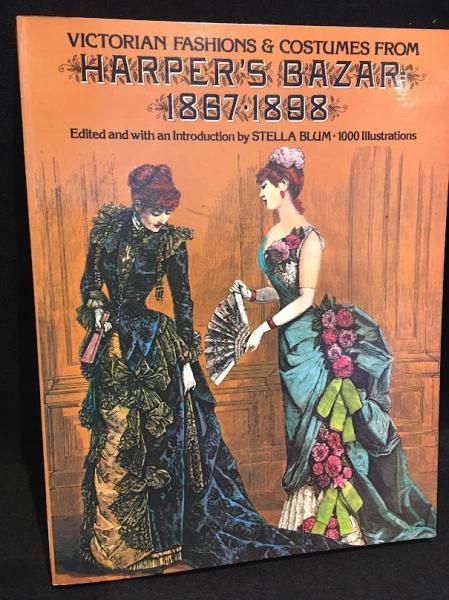 VICTORIAN FASHIONS & COSTUMES FROM
HARPER'S BAZAR:
1867-1898
Edited and with an Introduction by STELLA BLUM · 1000 Illustrations